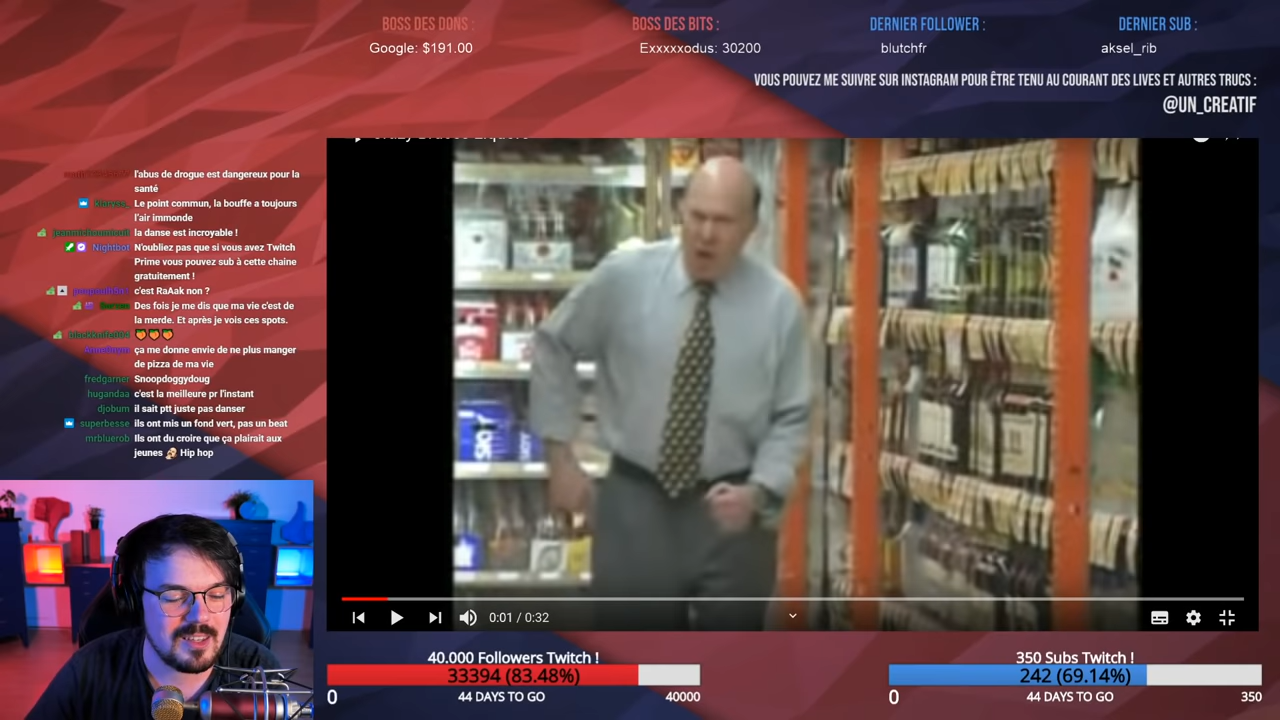 BOSS DES DONS :
Google: $191.00
BOSS DES BITS :
Exxxxxodus: 30200
DERNIER FOLLOWER :
blutchfr
DERNIER SUB :
aksel_rib
VOUS POUVEZ ME SUIVRE SUR INSTAGRAM POUR ÊTRE TENU AU COURANT DES LIVES ET AUTRES TRUCS :
@UN_CREATIF
l'abus de drogue est dangereux pour la
santé
Le point commun, la bouffe a toujours
l'air immonde
la danse est incroyable !
Nightbot N'oubliez pas que si vous avez Twitch
Prime vous pouvez sub à cette chaine
gratuitement !
c'est RaAak non ?
Des fois je me dis que ma vie c'est de
la merde. Et après je vois ces spots.
ça me donne envie de ne plus manger
de pizza de ma vie
fredgarner Snoopdoggydoug
hugandaa c'est la meilleure pr l'instant
djobum il sait ptt juste pas danser
superbesse ils ont mis un fond vert, pas un beat
mrbluerob Ils ont du croire que ça plairait aux
jeunes Hip hop
SKYY
0:01 / 0:32
40.000 Followers Twitch !
33394 (83.48%)
0
44 DAYS TO GO
40000
350 Subs Twitch !
242 (69.14%)
0
44 DAYS TO GO
350